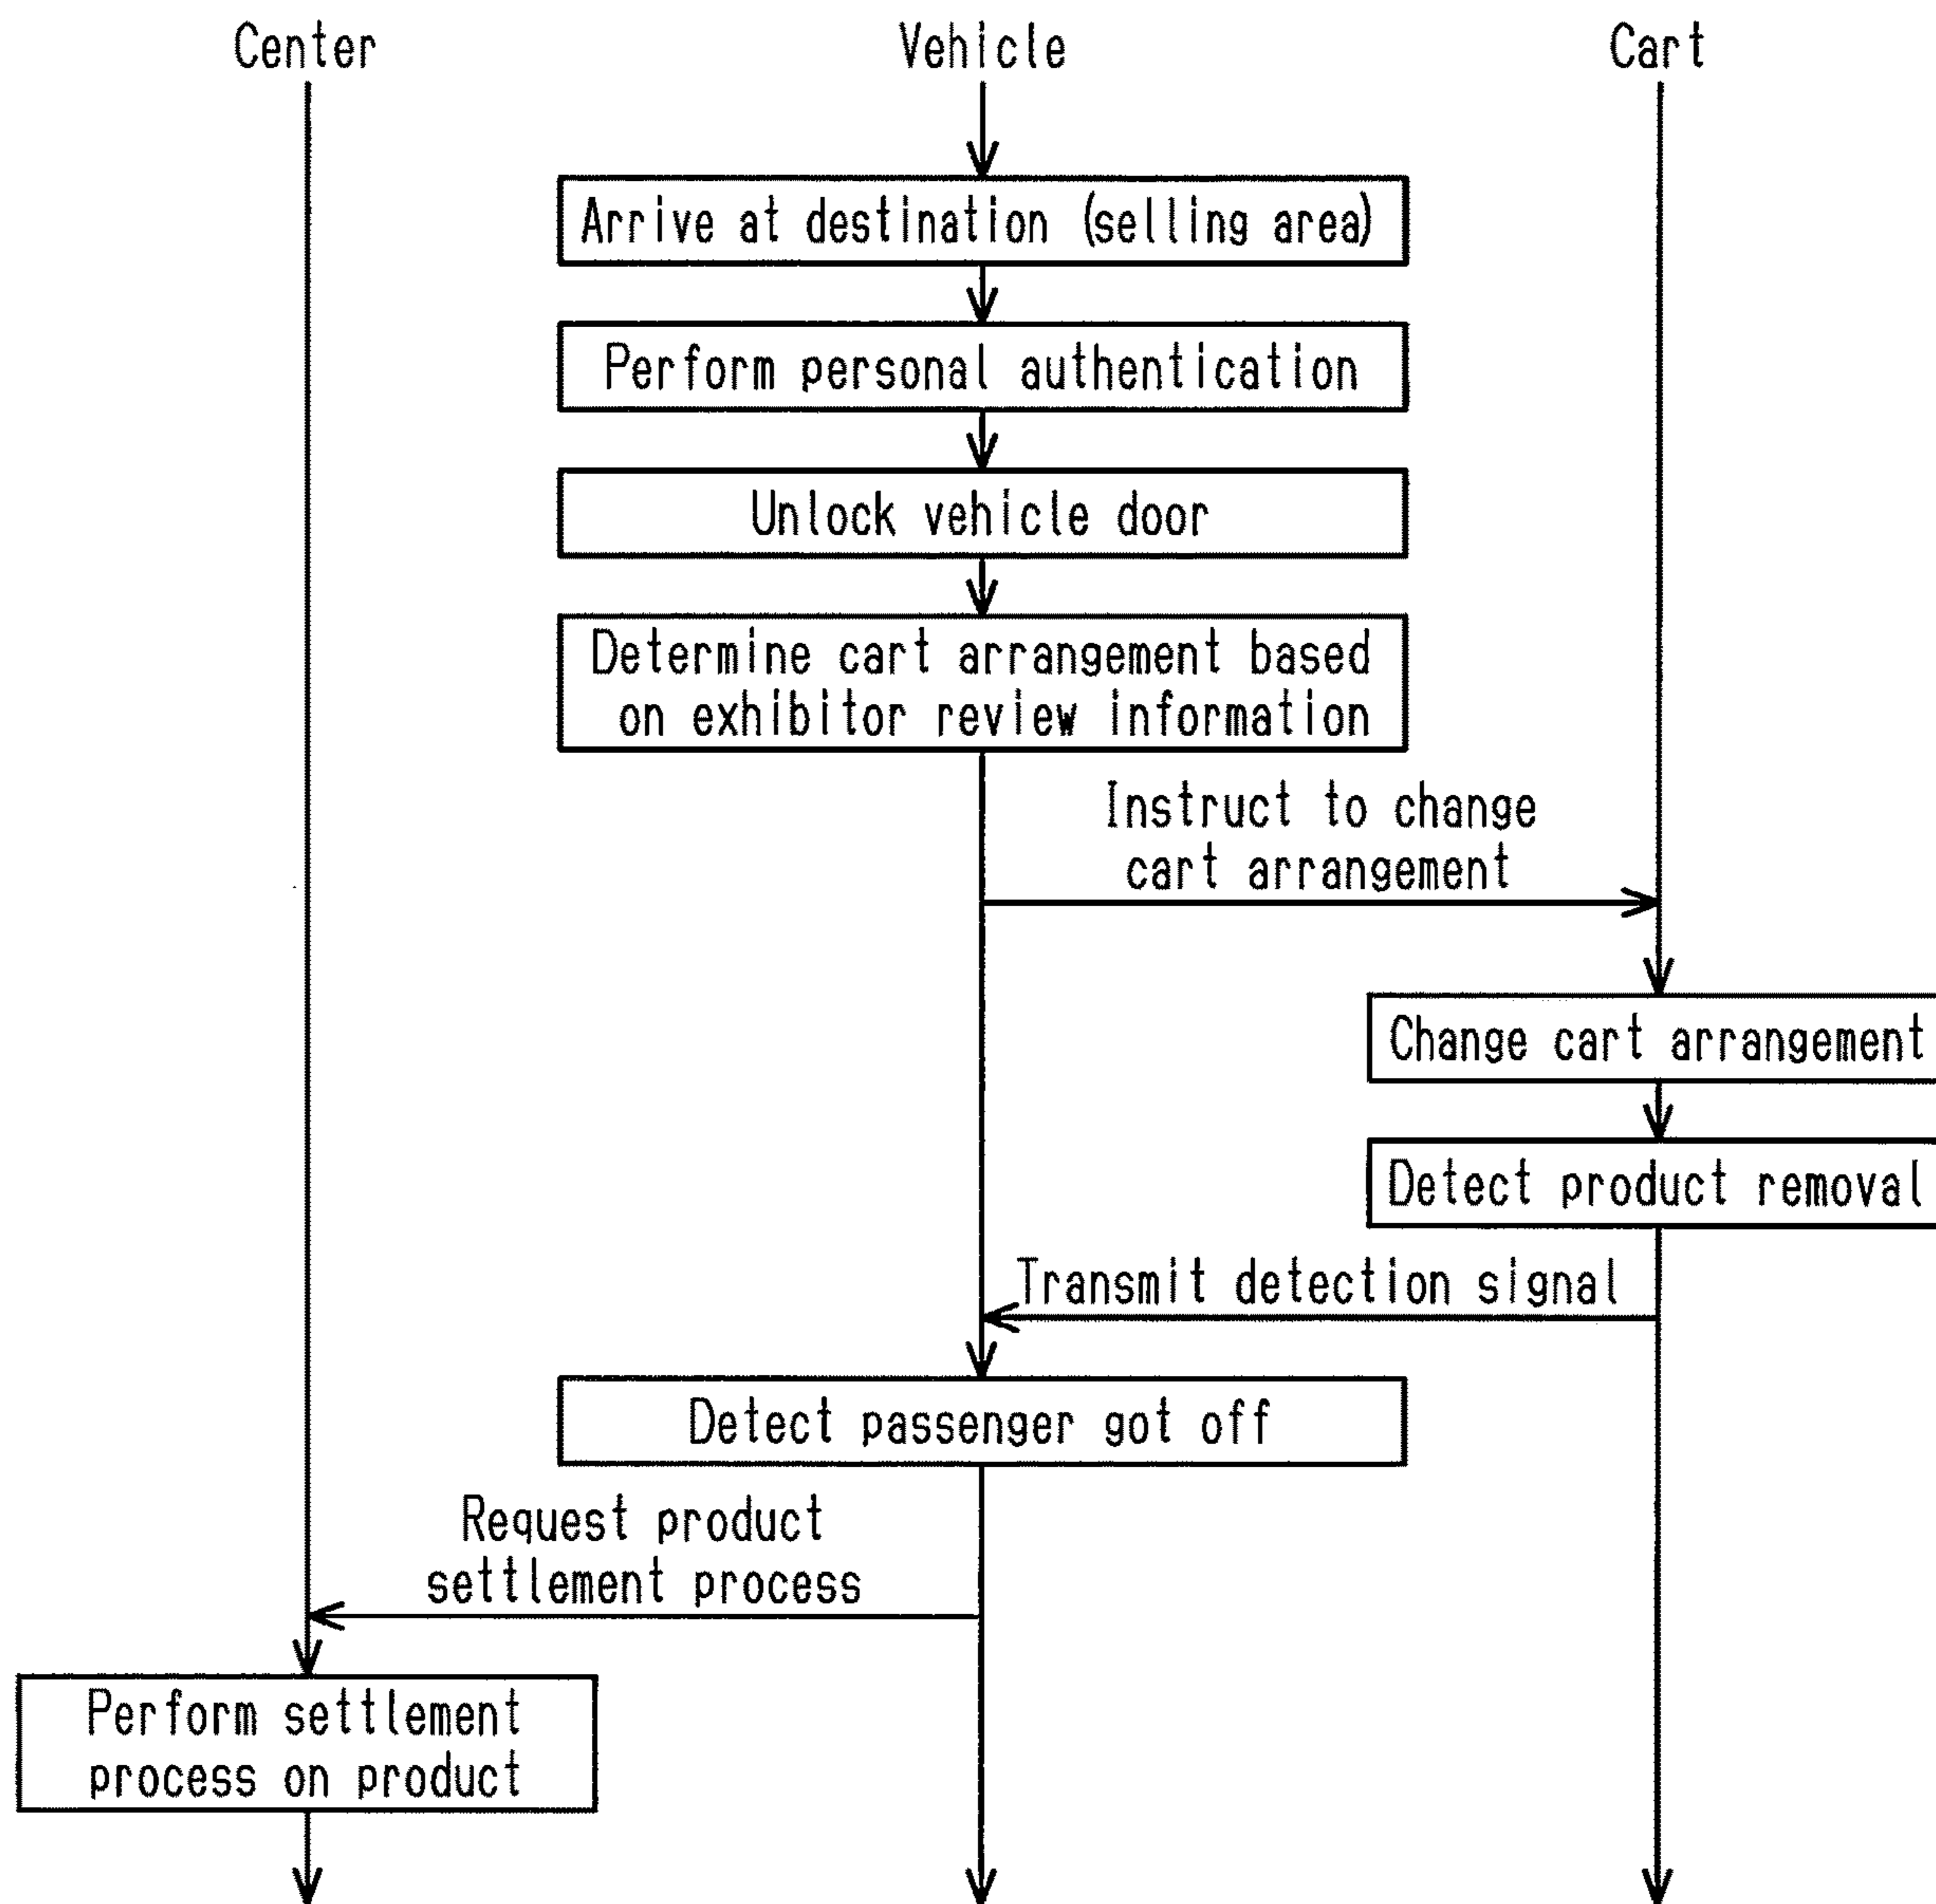 Center
Vehicle
Cart
Arrive at destination (selling area)
Perform personal authentication
Unlock vehicle door
Determine cart arrangement based
on exhibitor review information
Instruct to change
cart arrangement
Change cart arrangement
Detect product removal
Transmit detection signal
Detect passenger got off
Request product
settlement process
Perform settlement
process on product